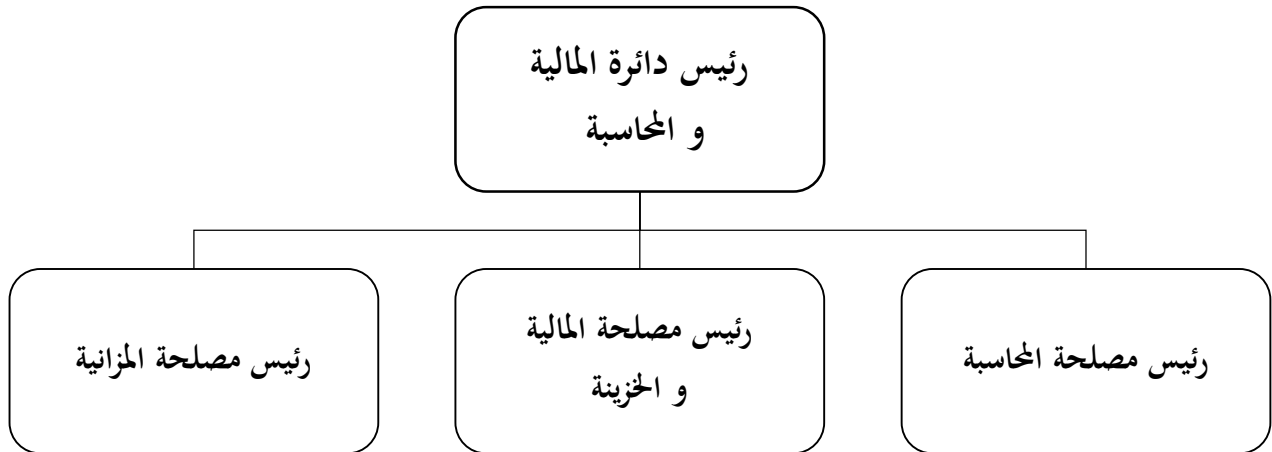 رئيس دائرة المالية
و المحاسبة
رئيس مصلحة المحاسبة
رئيس مصلحة المالية
و الخزينة
رئيس مصلحة المزانية